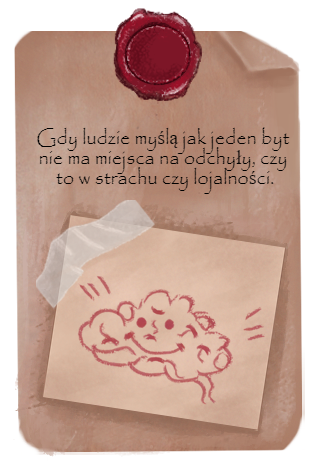 Gdy ludzie myślą jak jeden byt
nie ma miejsca na odchyły, czy
to w strachu czy lojalności.